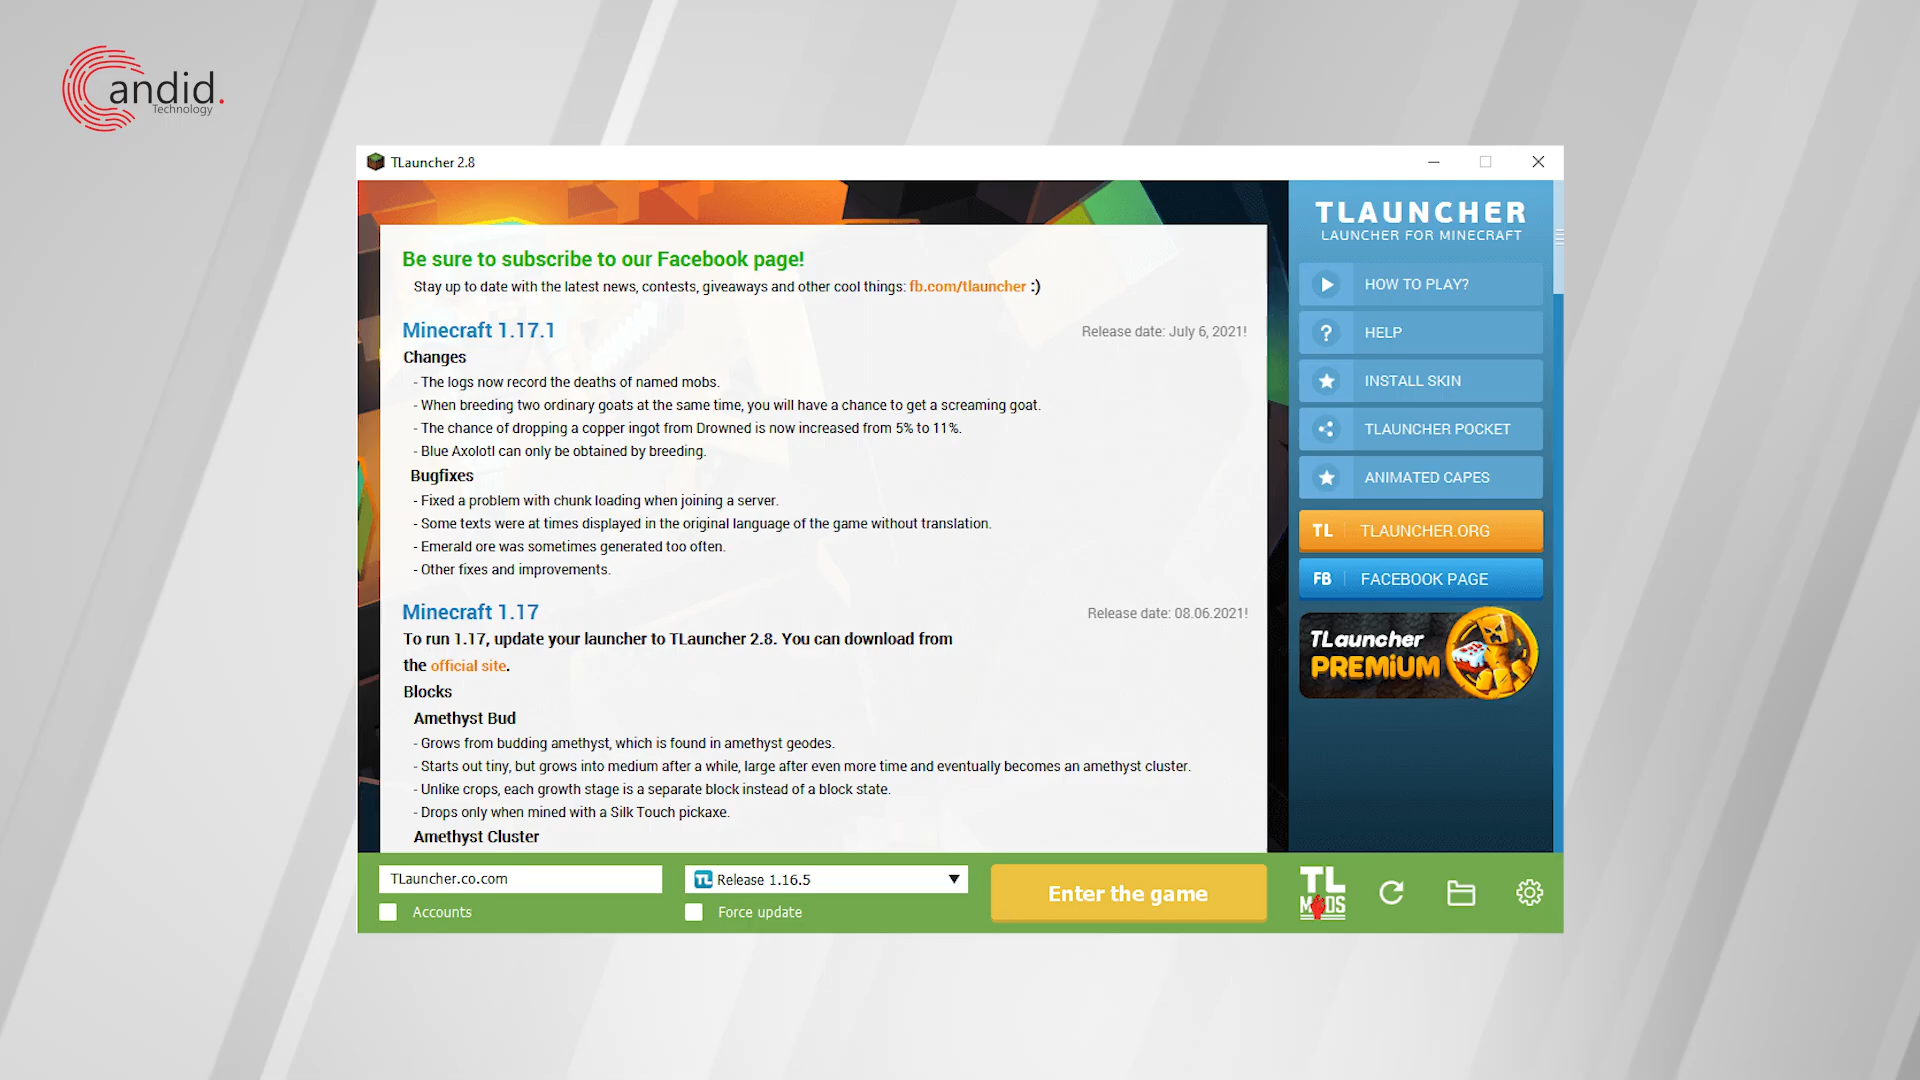 Candid.
Technology
TLauncher 2.8
Be sure to subscribe to our Facebook page!
Stay up to date with the latest news, contests, giveaways and other cool things: fb.com/tlauncher :)
Minecraft 1.17.1
Release date: July 6, 2021!
Changes
- The logs now record the deaths of named mobs.
- When breeding two ordinary goats at the same time, you will have a chance to get a screaming goat.
- The chance of dropping a copper ingot from Drowned is now increased from 5% to 11%.
- Blue Axolotl can only be obtained by breeding.
Bugfixes
- Fixed a problem with chunk loading when joining a server.
- Some texts were at times displayed in the original language of the game without translation.
- Emerald ore was sometimes generated too often.
- Other fixes and improvements.
Minecraft 1.17
Release date: 08.06.2021!
To run 1.17, update your launcher to TLauncher 2.8. You can download from
the official site.
Blocks
Amethyst Bud
- Grows from budding amethyst, which is found in amethyst geodes.
- Starts out tiny, but grows into medium after a while, large after even more time and eventually becomes an amethyst cluster.
- Unlike crops, each growth stage is a separate block instead of a block state.
- Drops only when mined with a Silk Touch pickaxe.
Amethyst Cluster
TLAUNCHER
LAUNCHER FOR MINECRAFT
HOW TO PLAY?
? HELP
INSTALL SKIN
TLAUNCHER POCKET
ANIMATED CAPES
TL TLAUNCHER.ORG
FB FACEBOOK PAGE
TLauncher
PREMIUM
TLauncher.co.com
Accounts
TL Release 1.16.5
Force update
Enter the game
TL
MODS